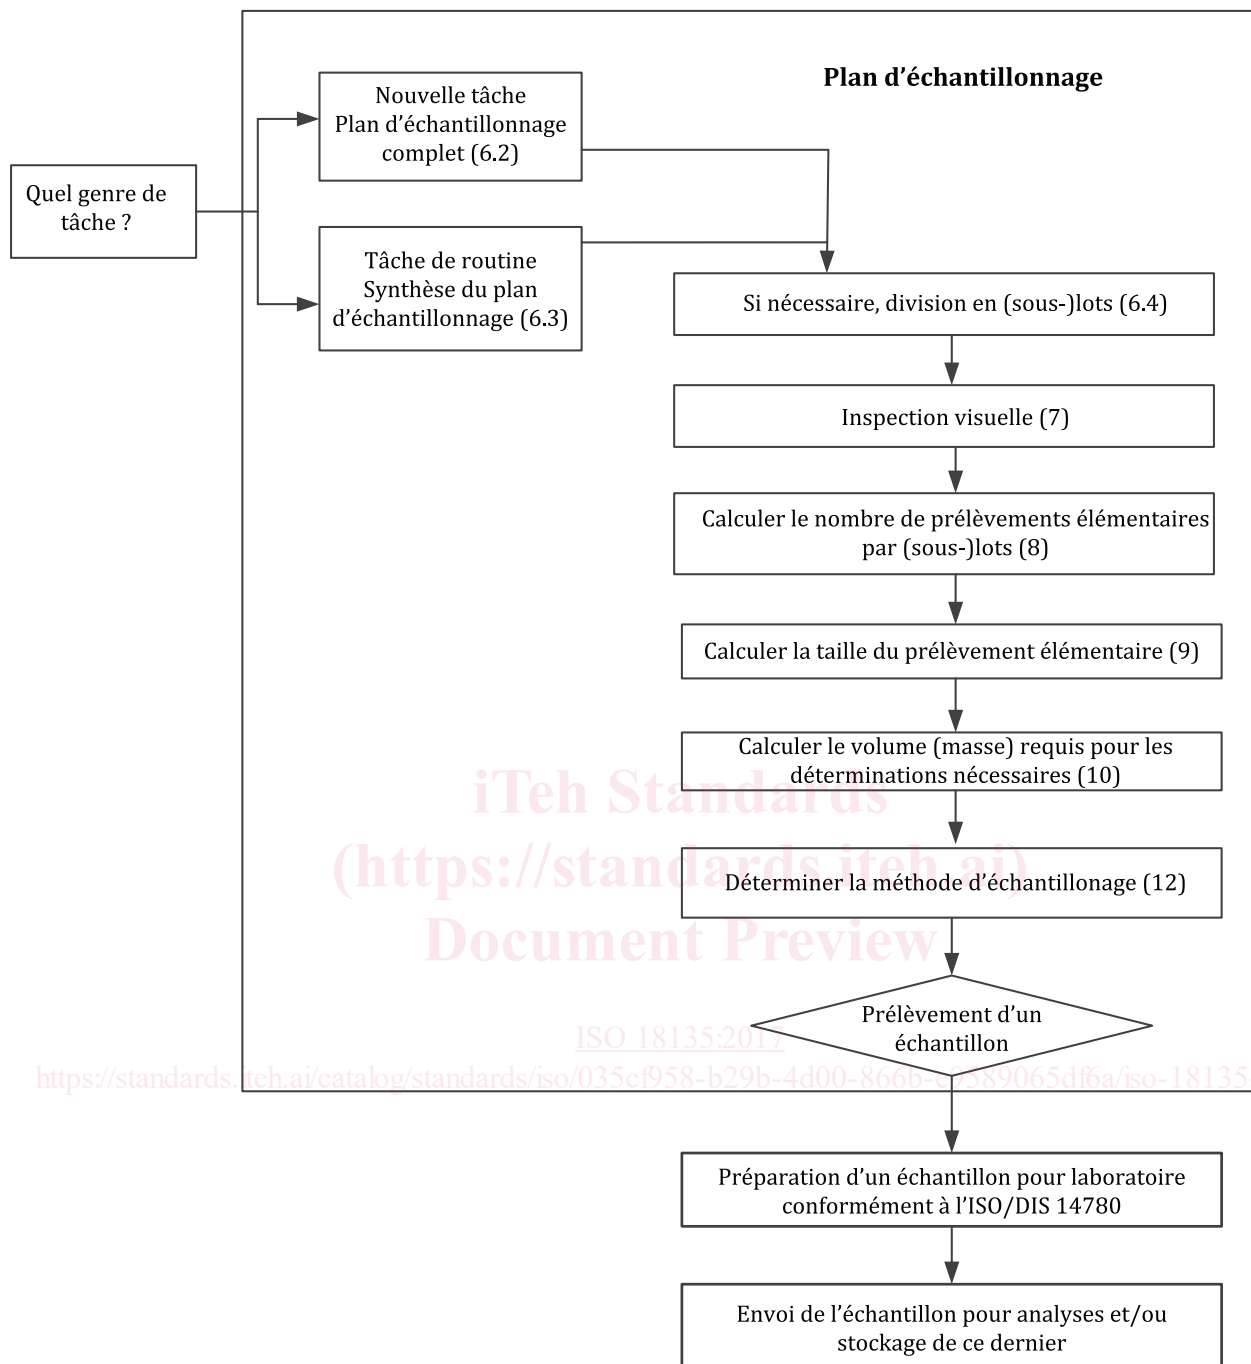 Plan d’échantillonnage
Nouvelle tâche
Plan d’échantillonnage
complet (6.2)
Quel genre de
tâche ?
Tâche de routine
Synthèse du plan
d’échantillonnage (6.3)
Si nécessaire, division en (sous-)lots (6.4)
Inspection visuelle (7)
Calculer le nombre de prélèvements élémentaires
par (sous-)lots (8)
Calculer la taille du prélèvement élémentaire (9)
Calculer le volume (masse) requis pour les
déterminations nécessaires (10)
iTeh Standards
(https://standards.iteh.ai)
Déterminer la méthode d’échantillonage (12)
Document Preview
Prélèvement d’un
échantillon
ISO 18135:2017
https://standards.iteh.ai/catalog/standards/iso/035cf958-b29b-4d00-866b-e9589065df6a/iso-18135-
Préparation d’un échantillon pour laboratoire
conformément à l’ISO/DIS 14780
Envoi de l’échantillon pour analyses et/ou
stockage de ce dernier